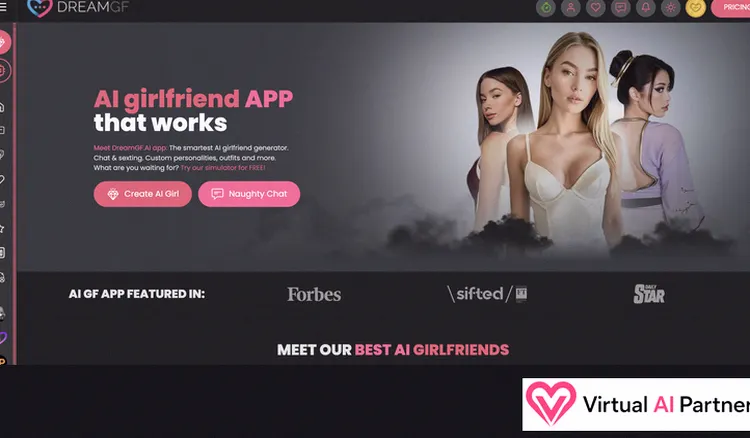 DREAMGF
PRICING
AI girlfriend APP
that works
Meet DreamGF AI app: The smartest AI girlfriend generator.
Chat & sexting. Custom personalities, outfits and more.
What are you waiting for? Try our simulator for FREE!
Create AI Girl
Naughty Chat
AI GF APP FEATURED IN:
Forbes
\sifted/ FT
DAILY
STAR
MEET OUR BEST AI GIRLFRIENDS
Virtual AI Partner